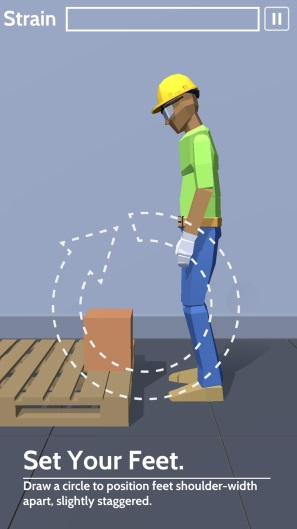 Strain
Set Your Feet.
Draw a circle to position feet shoulder-width
apart, slightly staggered.